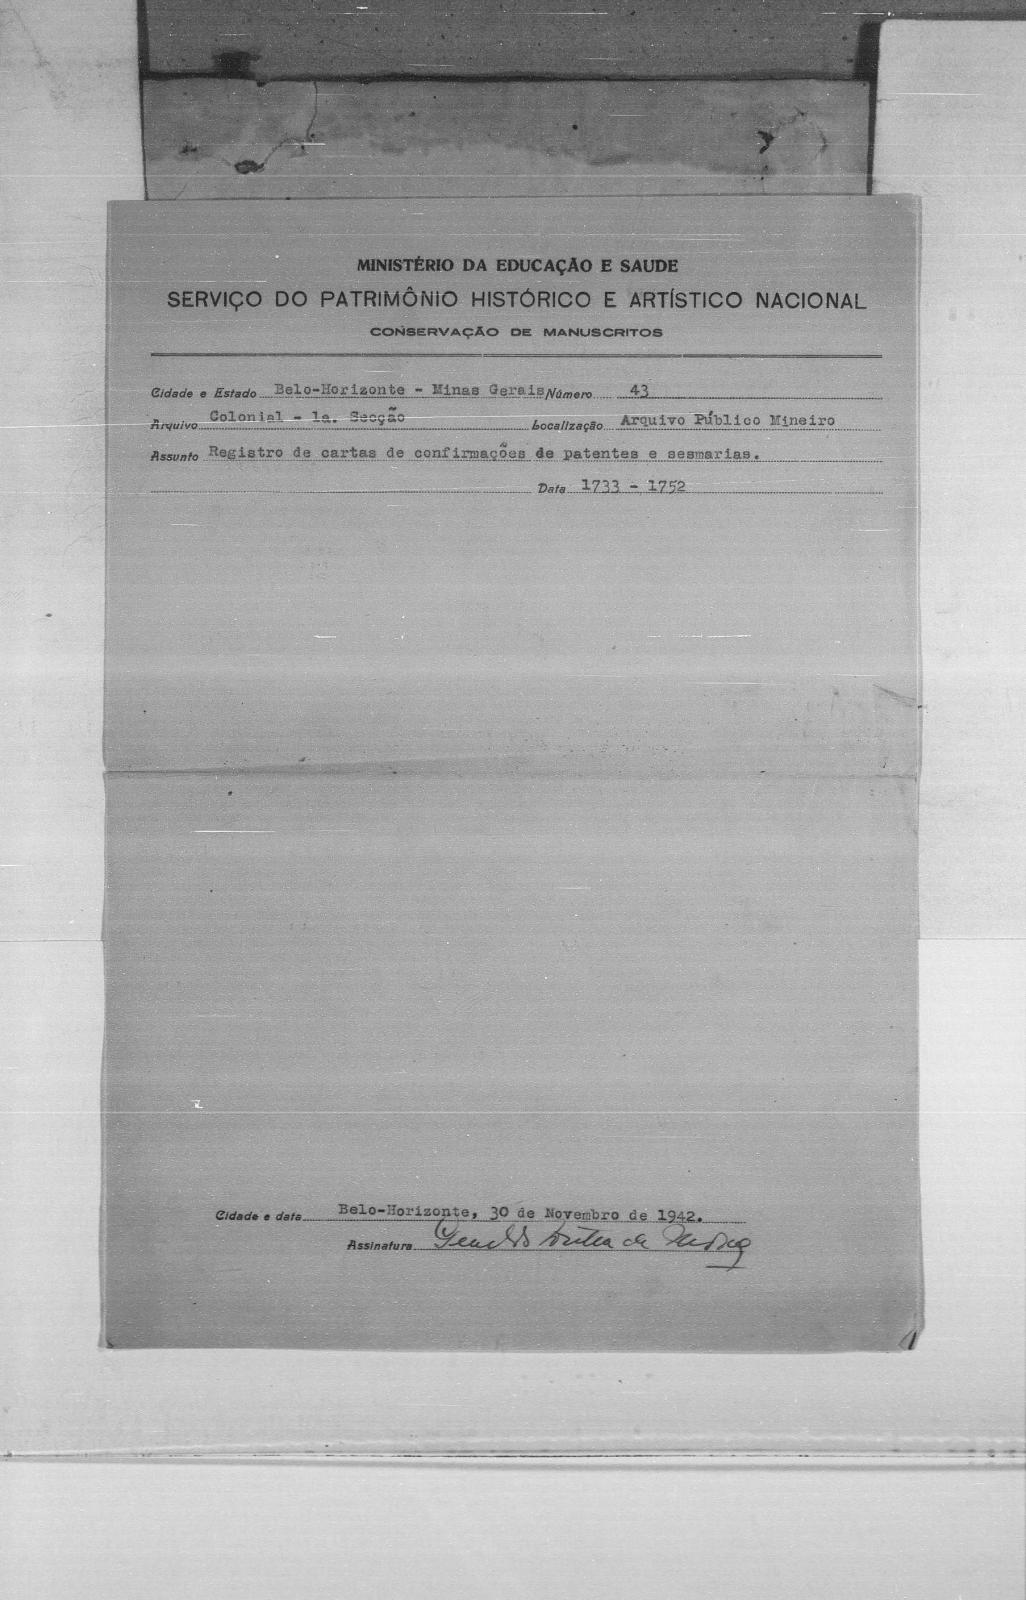 MINISTÉRIO DA EDUCAÇÃO E SAUDE
SERVIÇO DO PATRIMÔNIO HISTÓRICO E ARTÍSTICO NACIONAL
CONSERVAÇÃO DE MANUSCRITOS
Cidade e Estado Belo-Horizonte - Minas Gerais Número 43
Arquivo Colonial - 1a. Secção Localização Arquivo Público Mineiro
Assunto Registro de cartas de confirmações de patentes e sesmarias.
Data 1733 - 1752
Cidade e data Belo-Horizonte, 30 de Novembro de 1942.
Assinatura